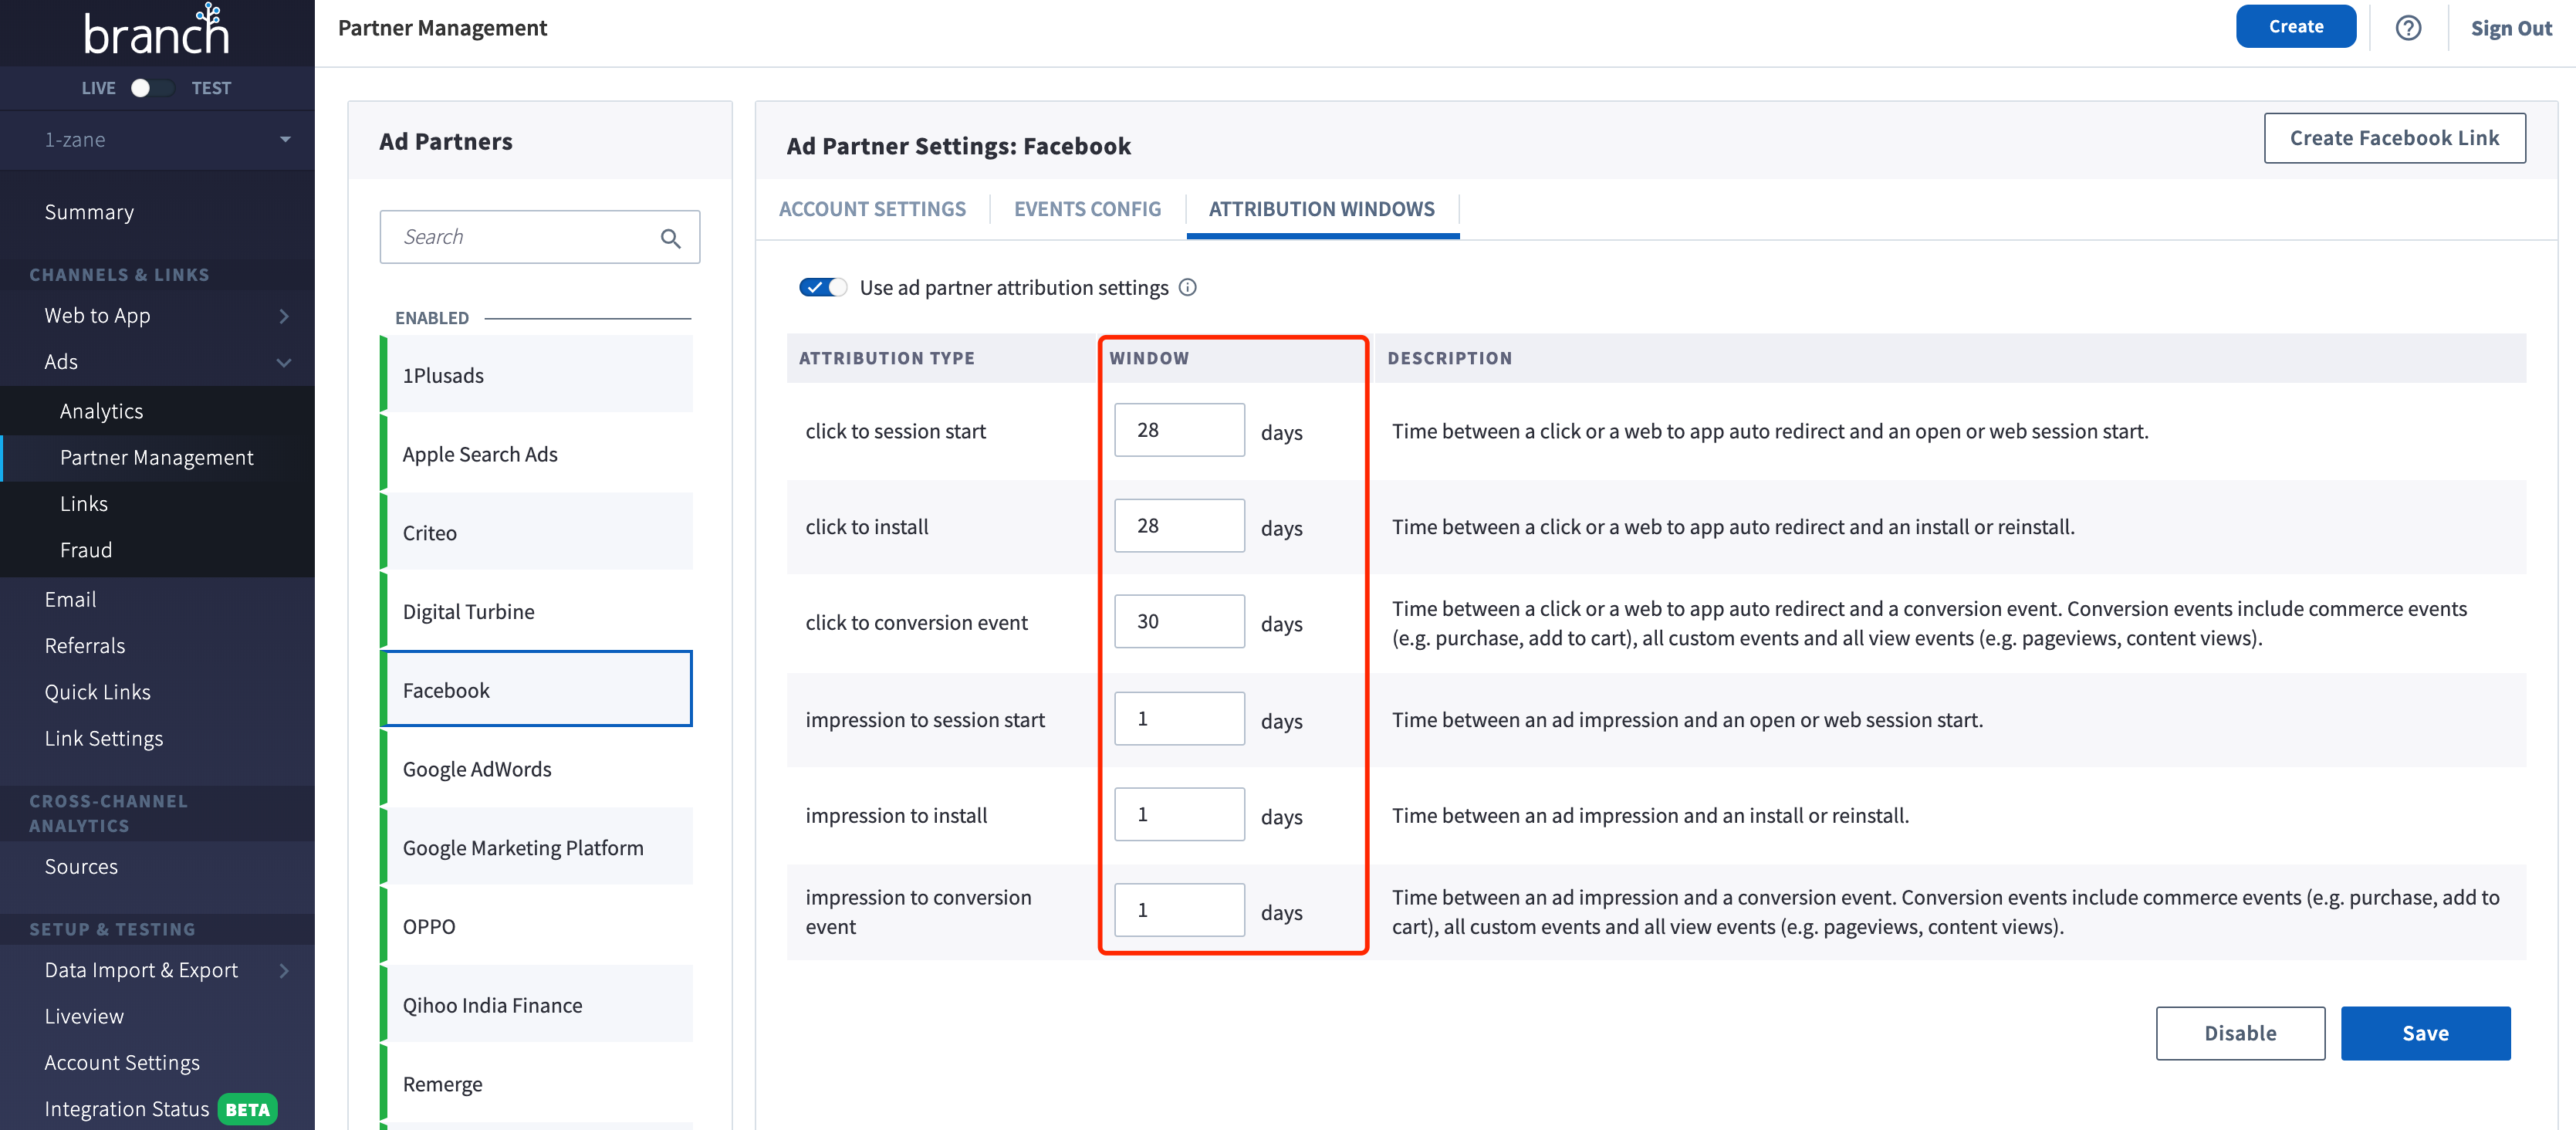 branch
LIVE TEST
1-zane
Summary
CHANNELS & LINKS
Web to App
Ads
Analytics
Partner Management
Links
Fraud
Email
Referrals
Quick Links
Link Settings
CROSS-CHANNEL
ANALYTICS
Sources
SETUP & TESTING
Data Import & Export
Liveview
Account Settings
Integration Status BETA
Partner Management
Create
Sign Out
Ad Partners
Search
ENABLED
1Plusads
Apple Search Ads
Criteo
Digital Turbine
Facebook
Google AdWords
Google Marketing Platform
OPPO
Qihoo India Finance
Remerge
Ad Partner Settings: Facebook
Create Facebook Link
ACCOUNT SETTINGS EVENTS CONFIG ATTRIBUTION WINDOWS
Use ad partner attribution settings
ATTRIBUTION TYPE WINDOW DESCRIPTION
click to session start 28 days Time between a click or a web to app auto redirect and an open or web session start.
click to install 28 days Time between a click or a web to app auto redirect and an install or reinstall.
click to conversion event 30 days Time between a click or a web to app auto redirect and a conversion event. Conversion events include commerce events
(e.g. purchase, add to cart), all custom events and all view events (e.g. pageviews, content views).
impression to session start 1 days Time between an ad impression and an open or web session start.
impression to install 1 days Time between an ad impression and an install or reinstall.
impression to conversion
event 1 days Time between an ad impression and a conversion event. Conversion events include commerce events (e.g. purchase, add to
cart), all custom events and all view events (e.g. pageviews, content views).
Disable Save